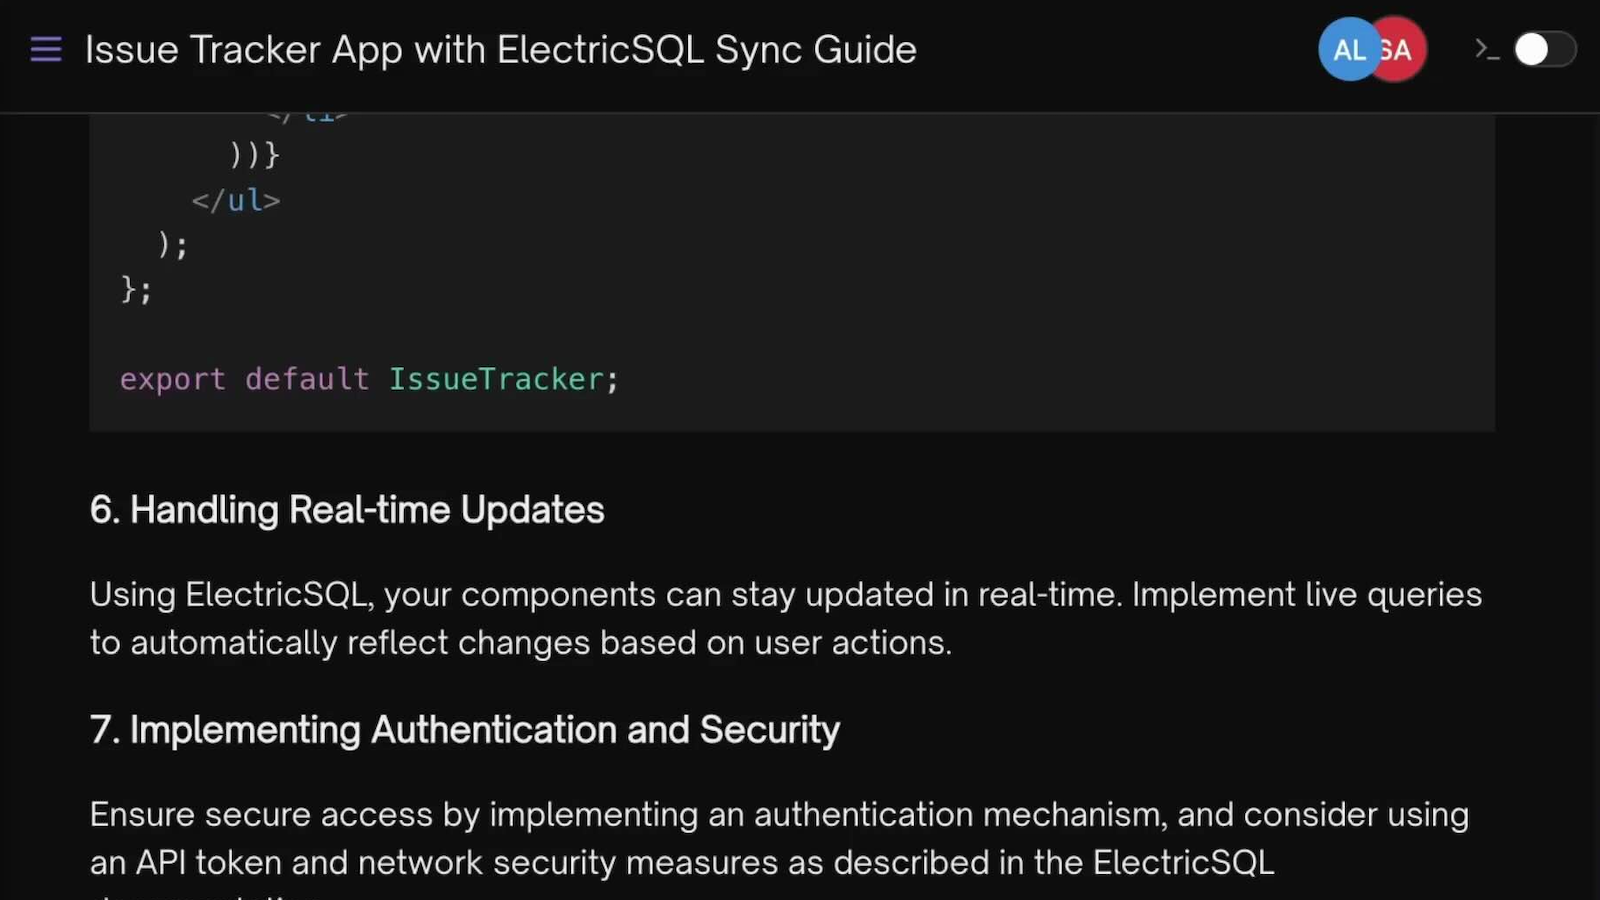 Issue Tracker App with ElectricSQL Sync Guide
AL SA >_
</li>
))}
</ul>
);
};
export default IssueTracker;
6. Handling Real-time Updates
Using ElectricSQL, your components can stay updated in real-time. Implement live queries
to automatically reflect changes based on user actions.
7. Implementing Authentication and Security
Ensure secure access by implementing an authentication mechanism, and consider using
an API token and network security measures as described in the ElectricSQL